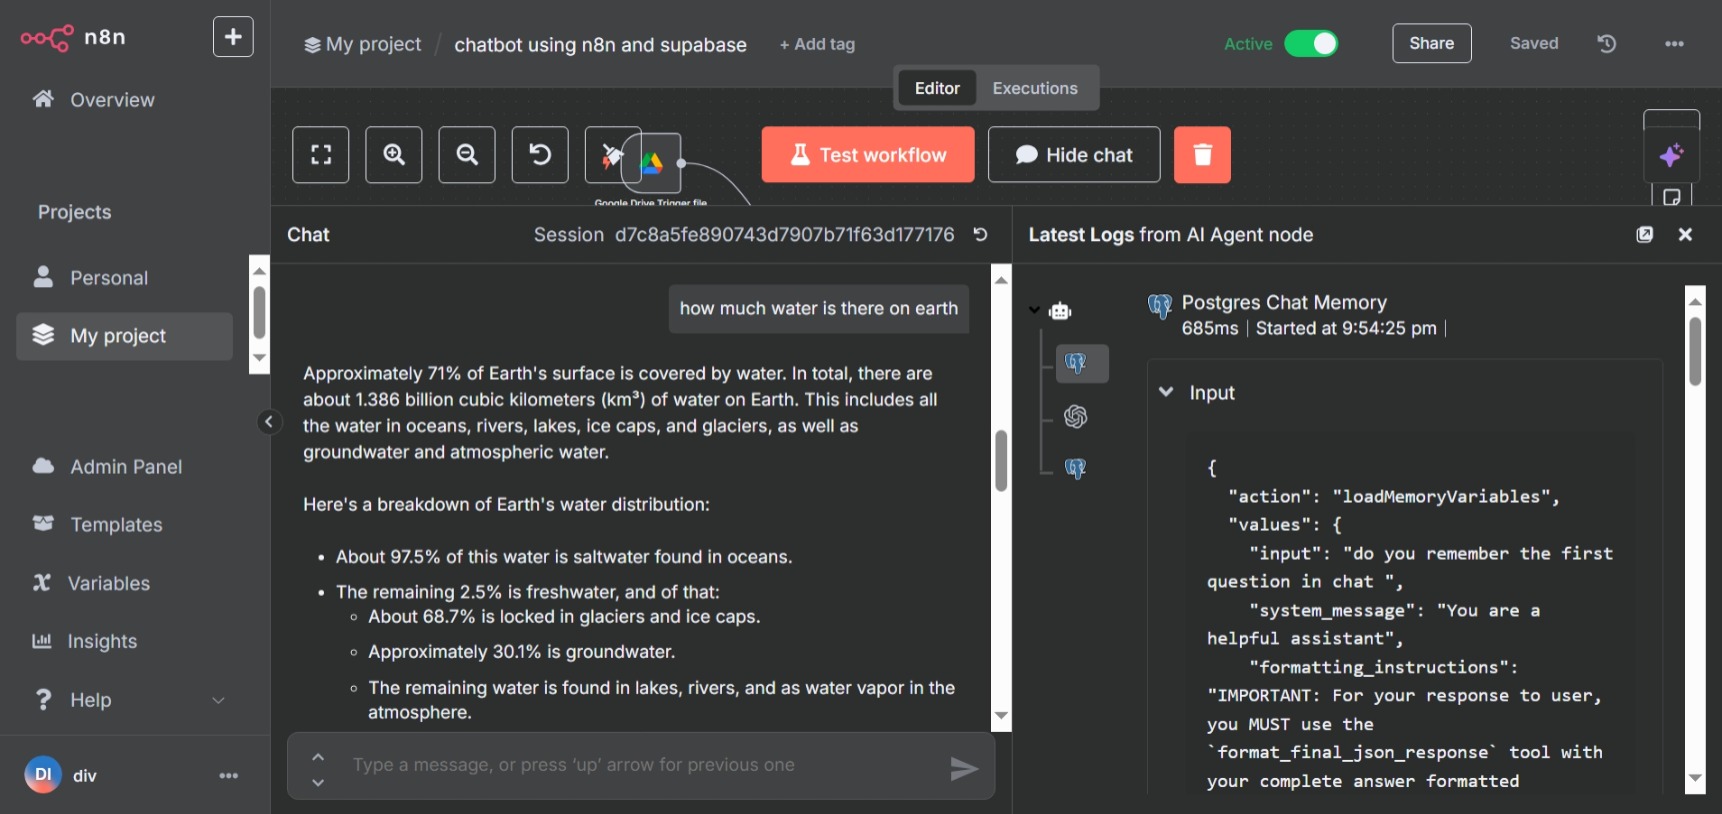 n8n
My project / chatbot using n8n and supabase + Add tag
Active
Share
Saved
Editor
Executions
Overview
Projects
Personal
My project
Admin Panel
Templates
Variables
Insights
Help
DI
div
Test workflow
Hide chat
Google Drive Trigger file
Chat
Session d7c8a5fe890743d7907b71f63d177176
how much water is there on earth
Approximately 71% of Earth's surface is covered by water. In total, there are
about 1.386 billion cubic kilometers (km³) of water on Earth. This includes all
the water in oceans, rivers, lakes, ice caps, and glaciers, as well as
groundwater and atmospheric water.
Here's a breakdown of Earth's water distribution:
• About 97.5% of this water is saltwater found in oceans.
• The remaining 2.5% is freshwater, and of that:
◦ About 68.7% is locked in glaciers and ice caps.
◦ Approximately 30.1% is groundwater.
◦ The remaining water is found in lakes, rivers, and as water vapor in the
atmosphere.
Type a message, or press 'up' arrow for previous one
Latest Logs from AI Agent node
Postgres Chat Memory
685ms | Started at 9:54:25 pm |
Input
{
"action": "loadMemoryVariables",
"values": {
"input": "do you remember the first
question in chat ",
"system_message": "You are a
helpful assistant",
"formatting_instructions":
"IMPORTANT: For your response to user,
you MUST use the
`format_final_json_response` tool with
your complete answer formatted